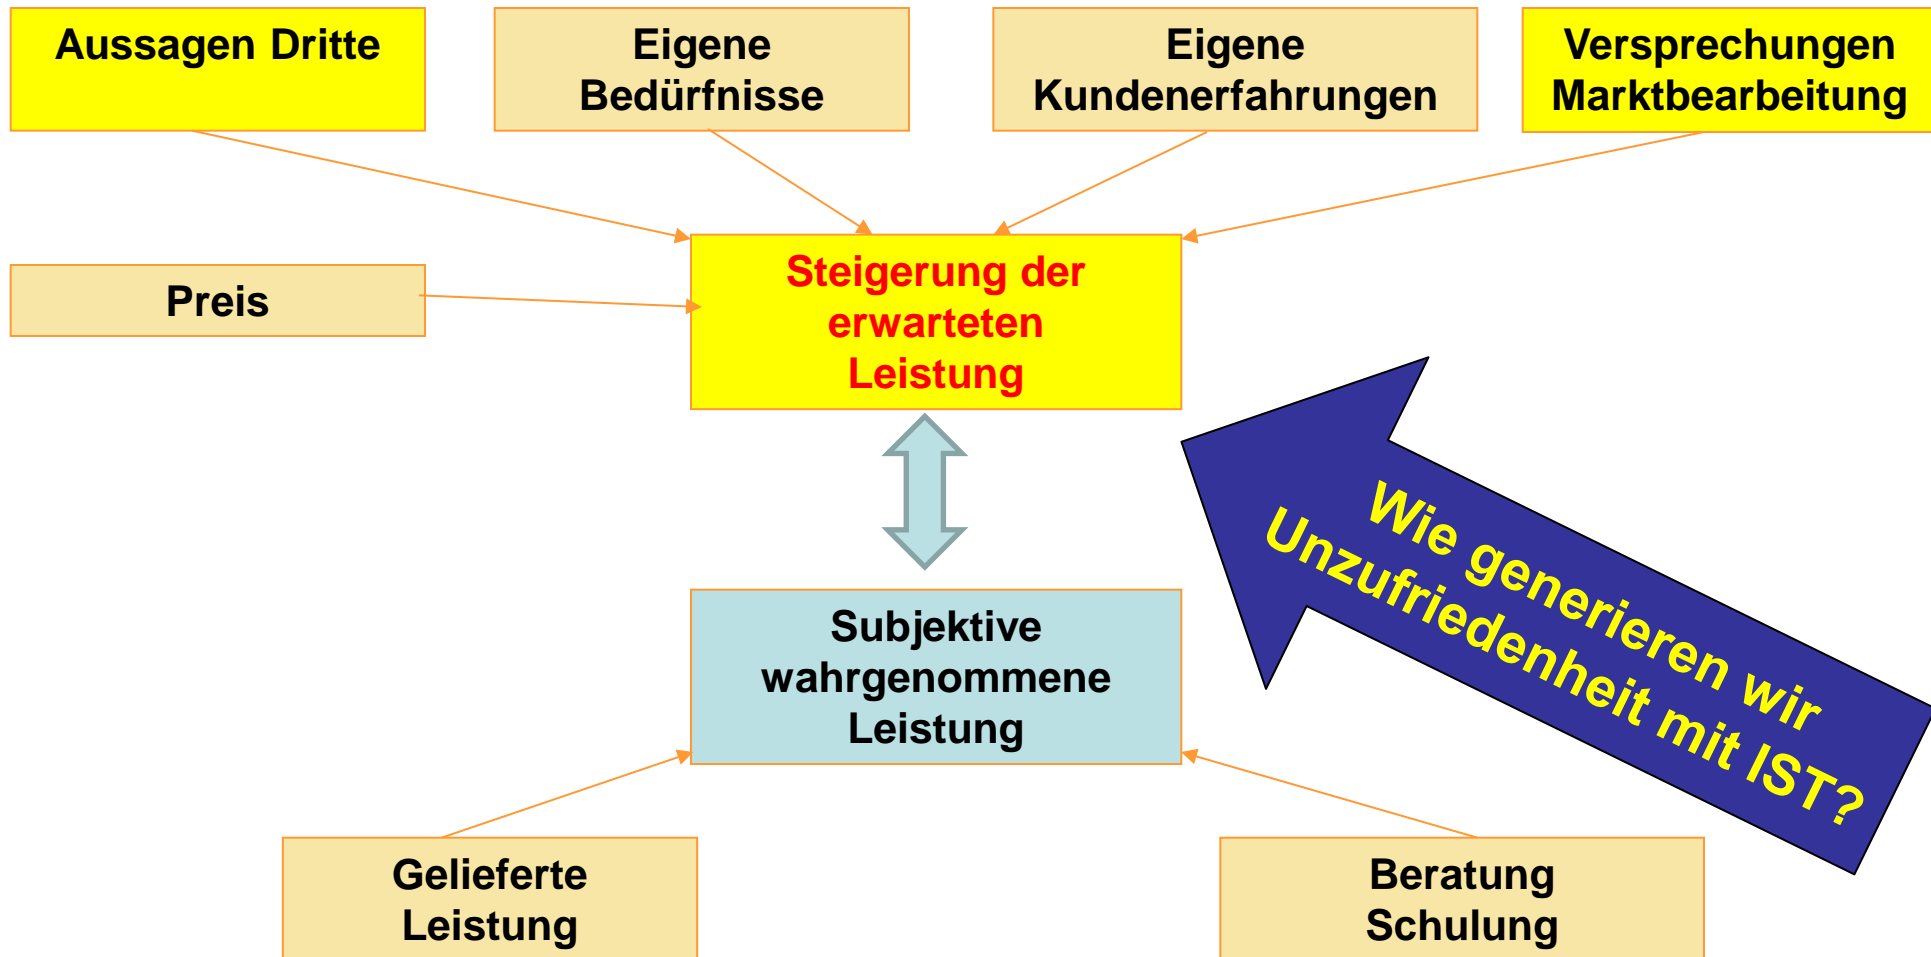 Aussagen Dritte
Eigene
Bedürfnisse
Eigene
Kundenerfahrungen
Versprechungen
Marktbearbeitung
Preis
Steigerung der
erwarteten
Leistung
Wie generieren wir
Unzufriedenheit mit IST?
Subjektive
wahrgenommene
Leistung
Gelieferte
Leistung
Beratung
Schulung